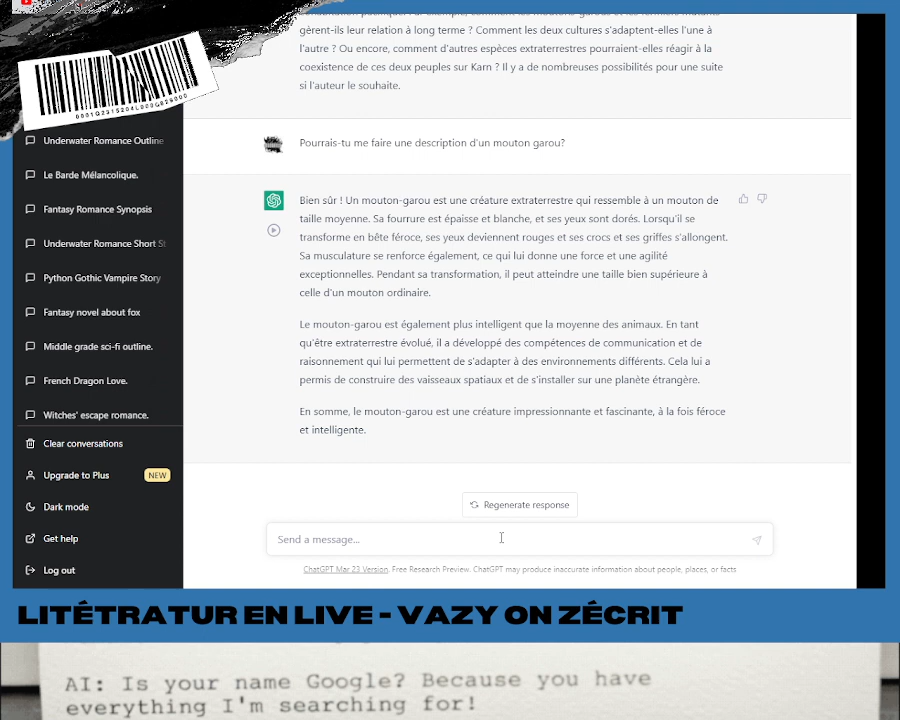 gèrent-ils leur relation à long terme ? Comment les deux cultures s'adaptent-elles l'une à
l'autre ? Ou encore, comment d'autres espèces extraterrestres pourraient-elles réagir à la
coexistence de ces deux peuples sur Karn ? Il y a de nombreuses possibilités pour une suite
si l'auteur le souhaite.
Pourrais-tu me faire une description d'un mouton garou?
Bien sûr ! Un mouton-garou est une créature extraterrestre qui ressemble à un mouton de
taille moyenne. Sa fourrure est épaisse et blanche, et ses yeux sont dorés. Lorsqu'il se
transforme en bête féroce, ses yeux deviennent rouges et ses crocs et ses griffes s'allongent.
Sa musculature se renforce également, ce qui lui donne une force et une agilité
exceptionnelles. Pendant sa transformation, il peut atteindre une taille bien supérieure à
celle d'un mouton ordinaire.
Le mouton-garou est également plus intelligent que la moyenne des animaux. En tant
qu'être extraterrestre évolué, il a développé des compétences de communication et de
raisonnement qui lui permettent de s'adapter à des environnements différents. Cela lui a
permis de construire des vaisseaux spatiaux et de s'installer sur une planète étrangère.
En somme, le mouton-garou est une créature impressionnante et fascinante, à la fois féroce
et intelligente.
Regenerate response
Send a message...
ChatGPT Mar 23 Version. Free Research Preview. ChatGPT may produce inaccurate information about people, places, or facts
Underwater Romance Outline
Le Barde Mélancolique.
Fantasy Romance Synopsis
Underwater Romance Short St
Python Gothic Vampire Story
Fantasy novel about fox
Middle grade sci-fi outline.
French Dragon Love.
Witches' escape romance.
Clear conversations
Upgrade to Plus NEW
Dark mode
Get help
Log out
LITÉTRATUR EN LIVE - VAZY ON ZÉCRIT
AI: Is your name Google? Because you have
everything I'm searching for!